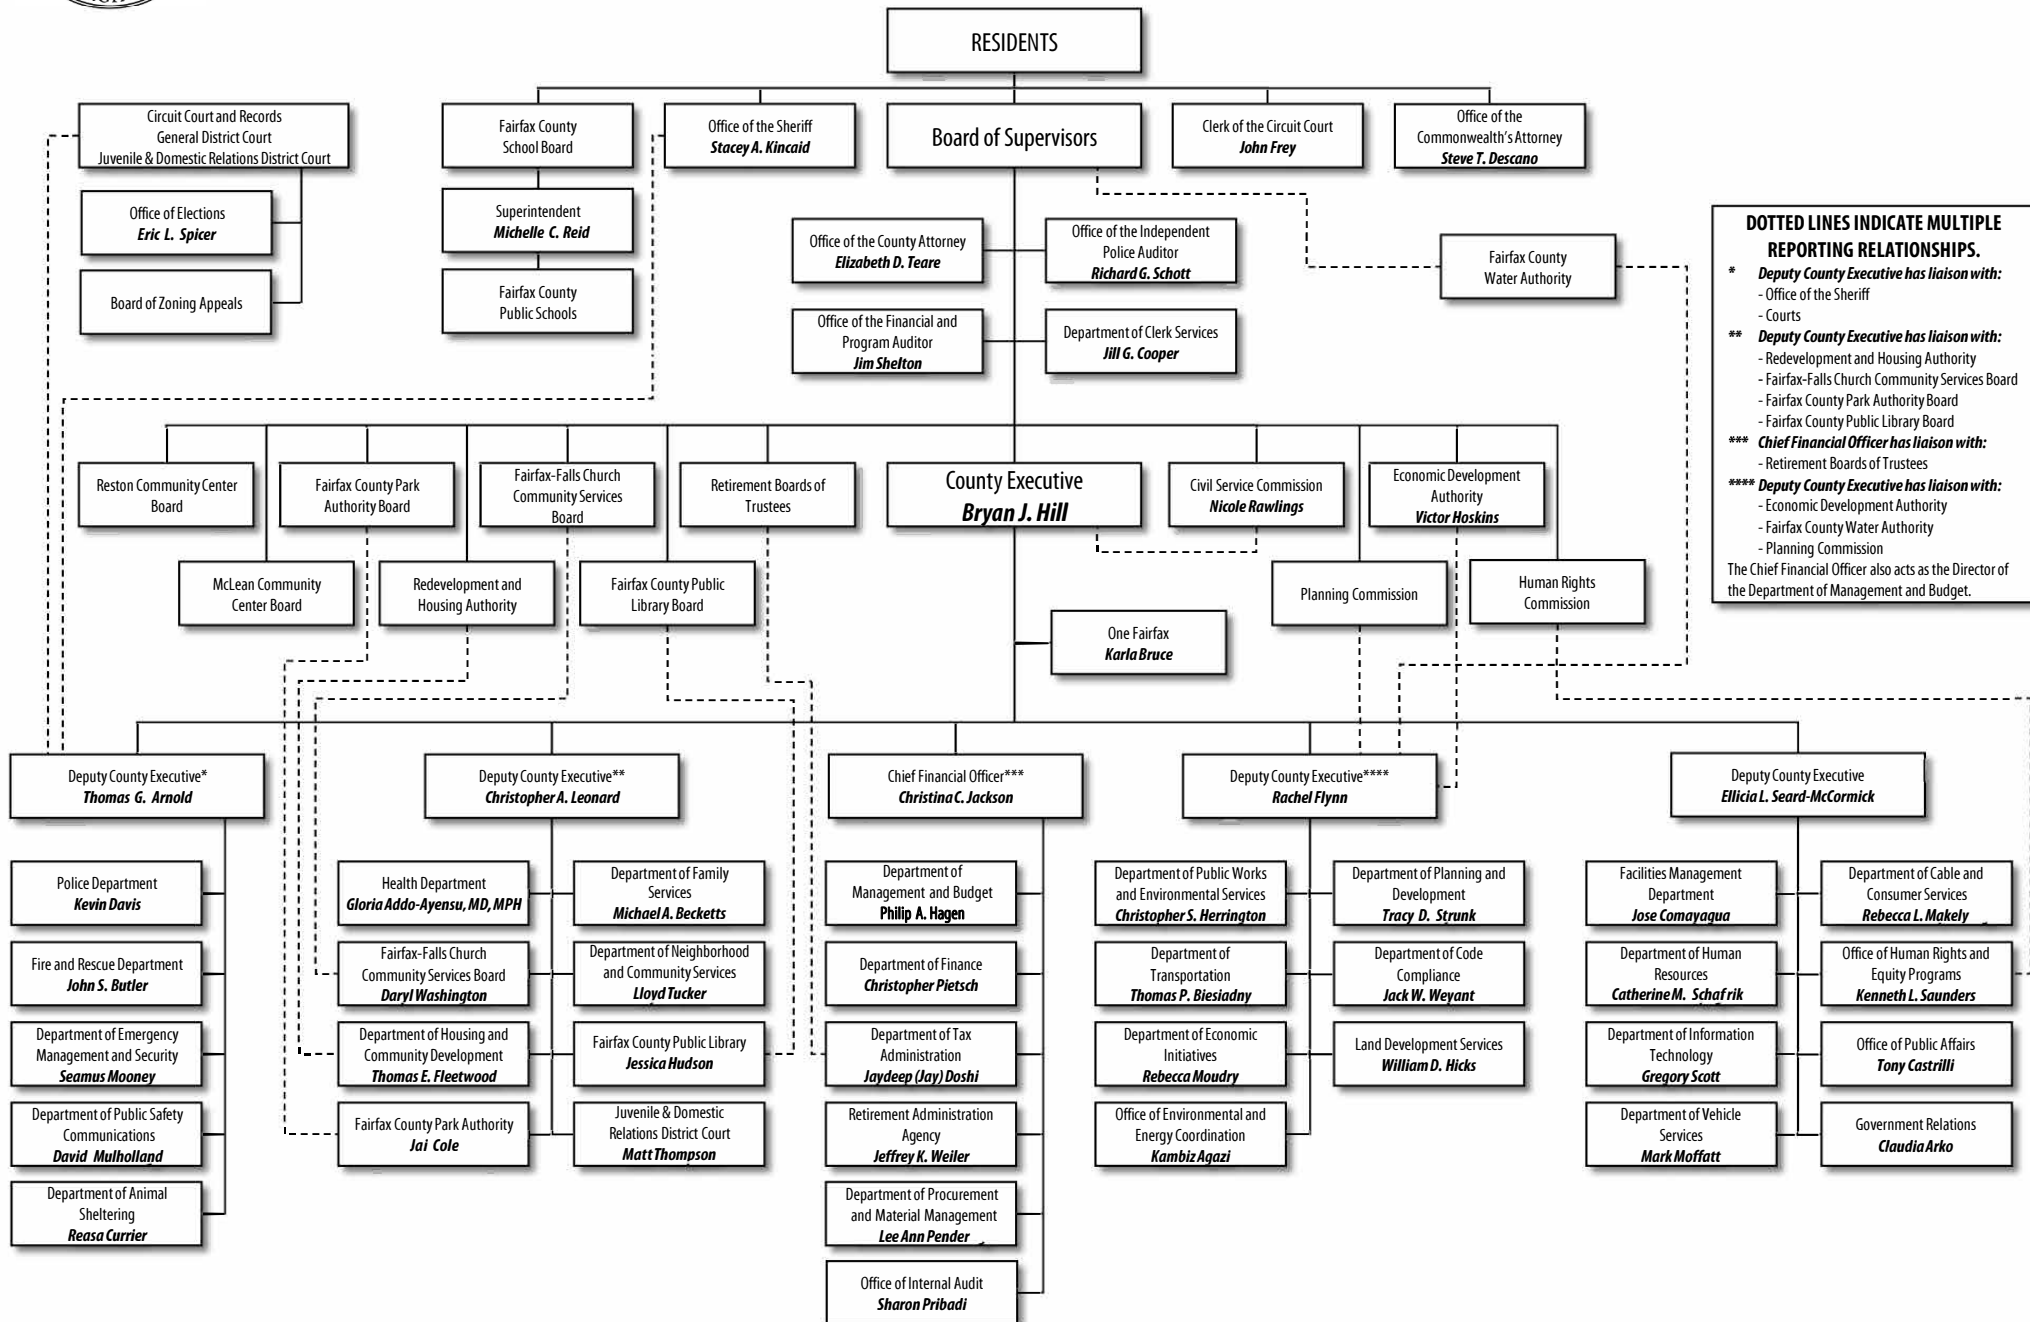 RESIDENTS
Circuit Court and Records
General District Court
Juvenile & Domestic Relations District Court
Fairfax County
School Board
Office of the Sheriff
Stacey A. Kincaid
Board of Supervisors
Clerk of the Circuit Court
John Frey
Office of the
Commonwealth's Attorney
Steve T. Descano
Office of Elections
Eric L. Spicer
Superintendent
Michelle C. Reid
Board of Zoning Appeals
Fairfax County
Public Schools
Office of the County Attorney
Elizabeth D. Teare
Office of the Independent
Police Auditor
Richard G. Schott
Office of the Financial and
Program Auditor
Jim Shelton
Department of Clerk Services
Jill G. Cooper
Fairfax County
Water Authority
DOTTED LINES INDICATE MULTIPLE
REPORTING RELATIONSHIPS.
* Deputy County Executive has liaison with:
- Office of the Sheriff
- Courts
** Deputy County Executive has liaison with:
- Redevelopment and Housing Authority
- Fairfax-Falls Church Community Services Board
- Fairfax County Park Authority Board
- Fairfax County Public Library Board
*** Chief Financial Officer has liaison with:
- Retirement Boards of Trustees
**** Deputy County Executive has liaison with:
- Economic Development Authority
- Fairfax County Water Authority
- Planning Commission
The Chief Financial Officer also acts as the Director of
the Department of Management and Budget.
Reston Community Center
Board
Fairfax County Park
Authority Board
Fairfax-Falls Church
Community Services
Board
Retirement Boards of
Trustees
County Executive
Bryan J. Hill
Civil Service Commission
Nicole Rawlings
Economic Development
Authority
Victor Hoskins
McLean Community
Center Board
Redevelopment and
Housing Authority
Fairfax County Public
Library Board
Planning Commission
Human Rights
Commission
One Fairfax
Karla Bruce
Deputy County Executive*
Thomas G. Arnold
Deputy County Executive**
Christopher A. Leonard
Chief Financial Officer***
Christina C. Jackson
Deputy County Executive****
Rachel Flynn
Deputy County Executive
Ellicia L. Seard-McCormick
Police Department
Kevin Davis
Fire and Rescue Department
John S. Butler
Department of Emergency
Management and Security
Seamus Mooney
Department of Public Safety
Communications
David Mulholland
Department of Animal
Sheltering
Reasa Currier
Health Department
Gloria Addo-Ayensu, MD, MPH
Department of Family
Services
Michael A. Becketts
Fairfax-Falls Church
Community Services Board
Daryl Washington
Department of Neighborhood
and Community Services
Lloyd Tucker
Department of Housing and
Community Development
Thomas E. Fleetwood
Fairfax County Public Library
Jessica Hudson
Fairfax County Park Authority
Jai Cole
Juvenile & Domestic
Relations District Court
Matt Thompson
Department of
Management and Budget
Philip A. Hagen
Department of Finance
Christopher Pietsch
Department of Tax
Administration
Jaydeep (Jay) Doshi
Retirement Administration
Agency
Jeffrey K. Weiler
Department of Procurement
and Material Management
Lee Ann Pender
Office of Internal Audit
Sharon Pribadi
Department of Public Works
and Environmental Services
Christopher S. Herrington
Department of Planning and
Development
Tracy D. Strunk
Department of
Transportation
Thomas P. Biesiadny
Department of Code
Compliance
Jack W. Weyant
Department of Economic
Initiatives
Rebecca Moudry
Land Development Services
William D. Hicks
Office of Environmental and
Energy Coordination
Kambiz Agazi
Facilities Management
Department
Jose Comayagua
Department of Cable and
Consumer Services
Rebecca L. Makely
Department of Human
Resources
Catherine M. Schafrik
Office of Human Rights and
Equity Programs
Kenneth L. Saunders
Department of Information
Technology
Gregory Scott
Office of Public Affairs
Tony Castrilli
Department of Vehicle
Services
Mark Moffatt
Government Relations
Claudia Arko